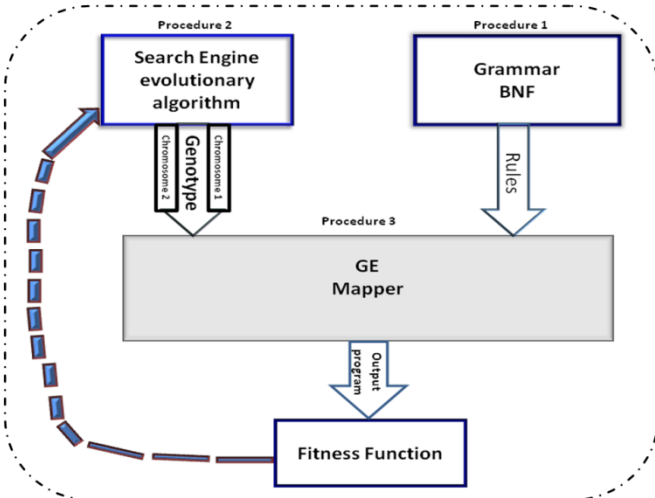 Procedure 2
Procedure 1
Search Engine
evolutionary
algorithm
Grammar
BNF
Chromosome 2
Genotype
Chromosome 1
Rules
Procedure 3
GE
Mapper
Output
program
Fitness Function